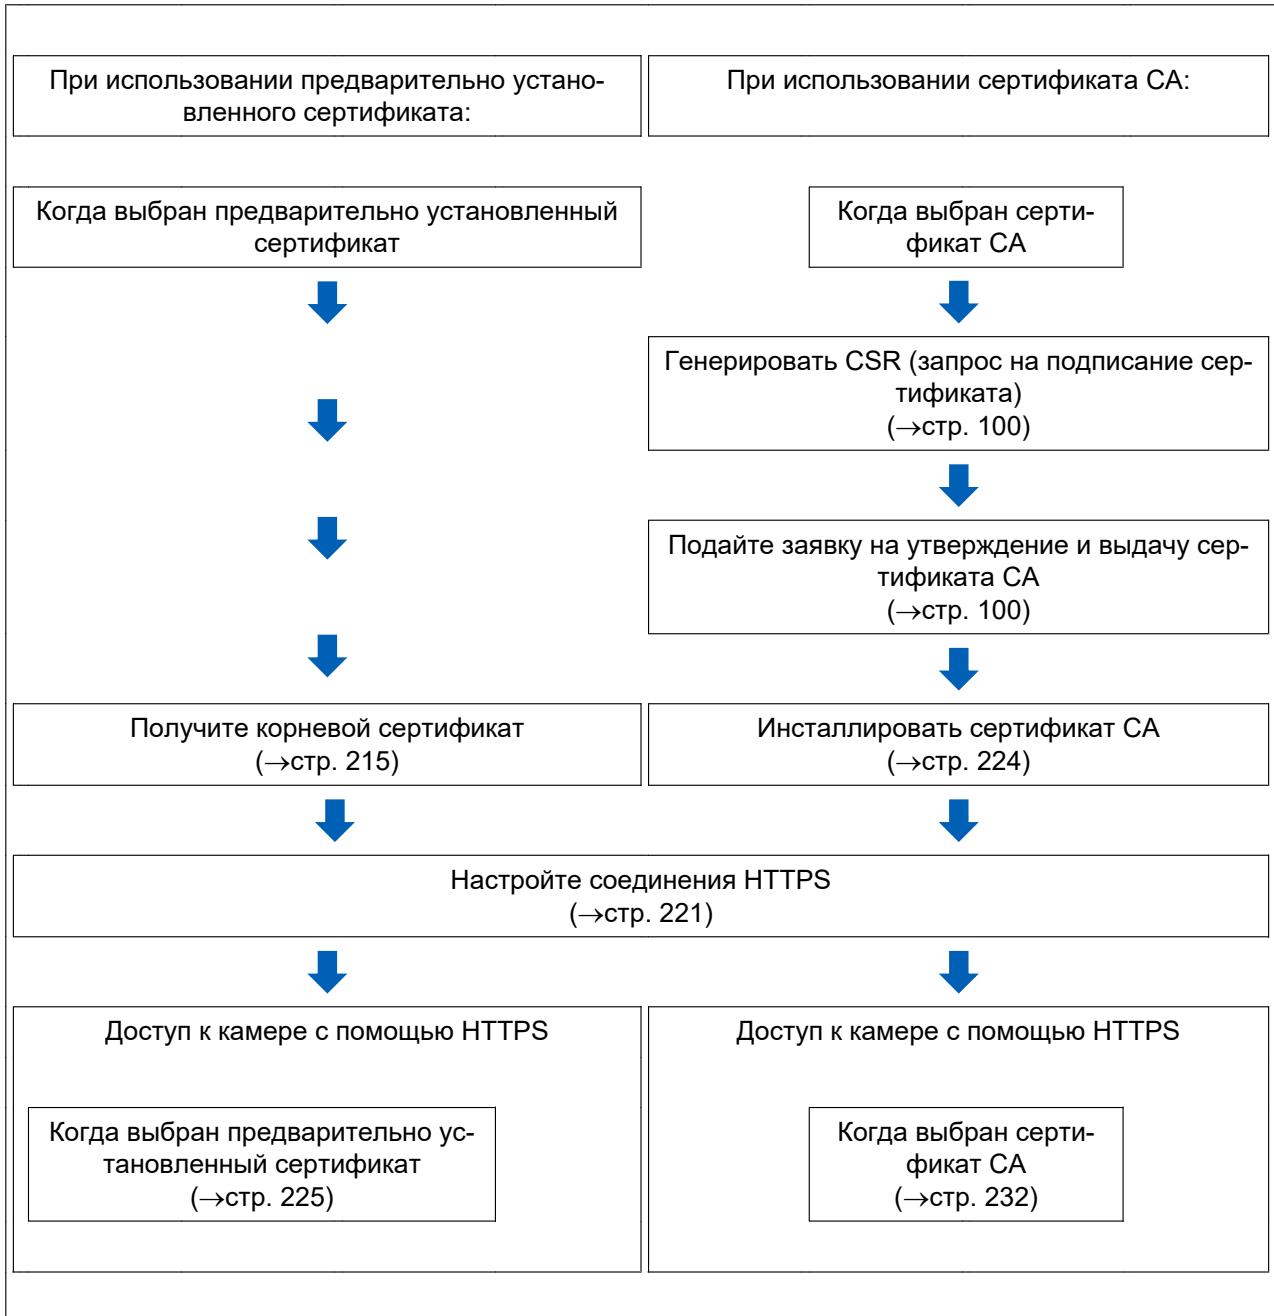 При использовании предварительно устано-
вленного сертификата:
При использовании сертификата CA:
Когда выбран предварительно установленный
сертификат
Когда выбран серти-
фикат CA
Генерировать CSR (запрос на подписание сер-
тификата)
(→стр. 100)
Подайте заявку на утверждение и выдачу сер-
тификата CA
(→стр. 100)
Получите корневой сертификат
(→стр. 215)
Инсталлировать сертификат CA
(→стр. 224)
Настройте соединения HTTPS
(→стр. 221)
Доступ к камере с помощью HTTPS
Когда выбран предварительно ус-
тановленный сертификат
(→стр. 225)
Доступ к камере с помощью HTTPS
Когда выбран серти-
фикат CA
(→стр. 232)